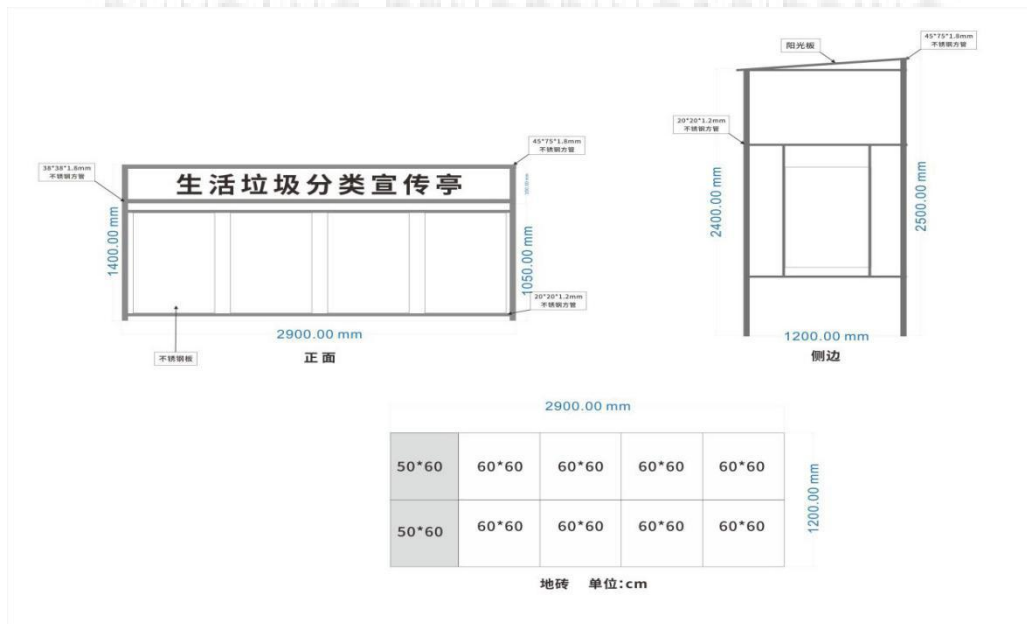 阳光板
45*75*1.8mm
不锈钢方管
20*20*1.2mm
不锈钢方管
2400.00 mm
2500.00 mm
1200.00 mm
侧边
38*38*1.8mm
不锈钢方管
45*75*1.8mm
不锈钢方管
生活垃圾分类宣传亭
1400.00 mm
1050.00 mm
20*20*1.2mm
不锈钢方管
2900.00 mm
不锈钢板
正面
2900.00 mm
50*60 60*60 60*60 60*60 60*60
50*60 60*60 60*60 60*60 60*60
1200.00 mm
地砖 单位:cm